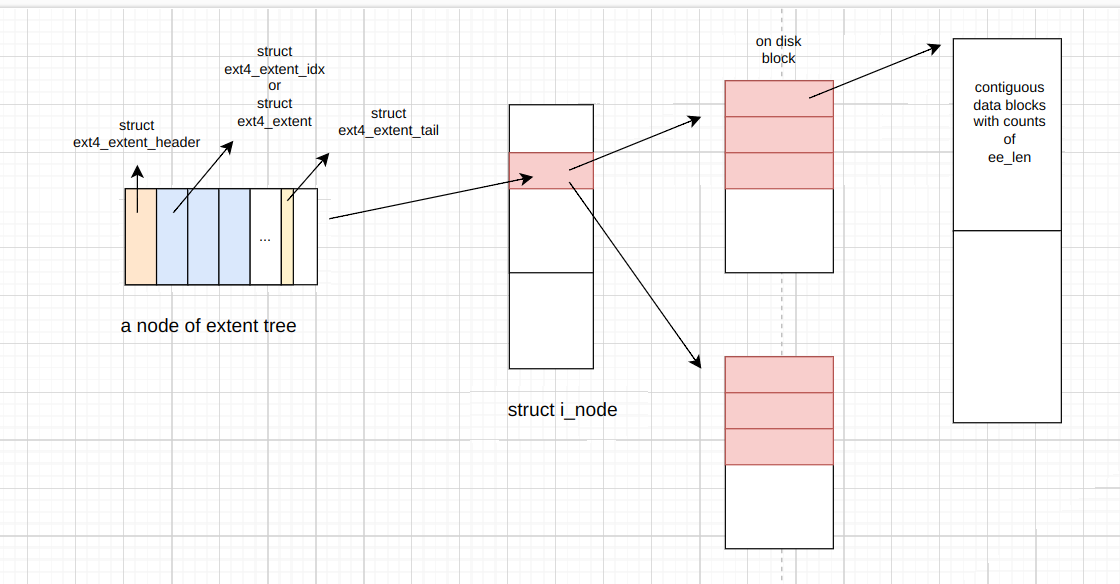 struct
ext4_extent_header
struct
ext4_extent_idx
or
struct
ext4_extent
struct
ext4_extent_tail
...
a node of extent tree
struct i_node
on disk
block
contiguous
data blocks
with counts
of
ee_len